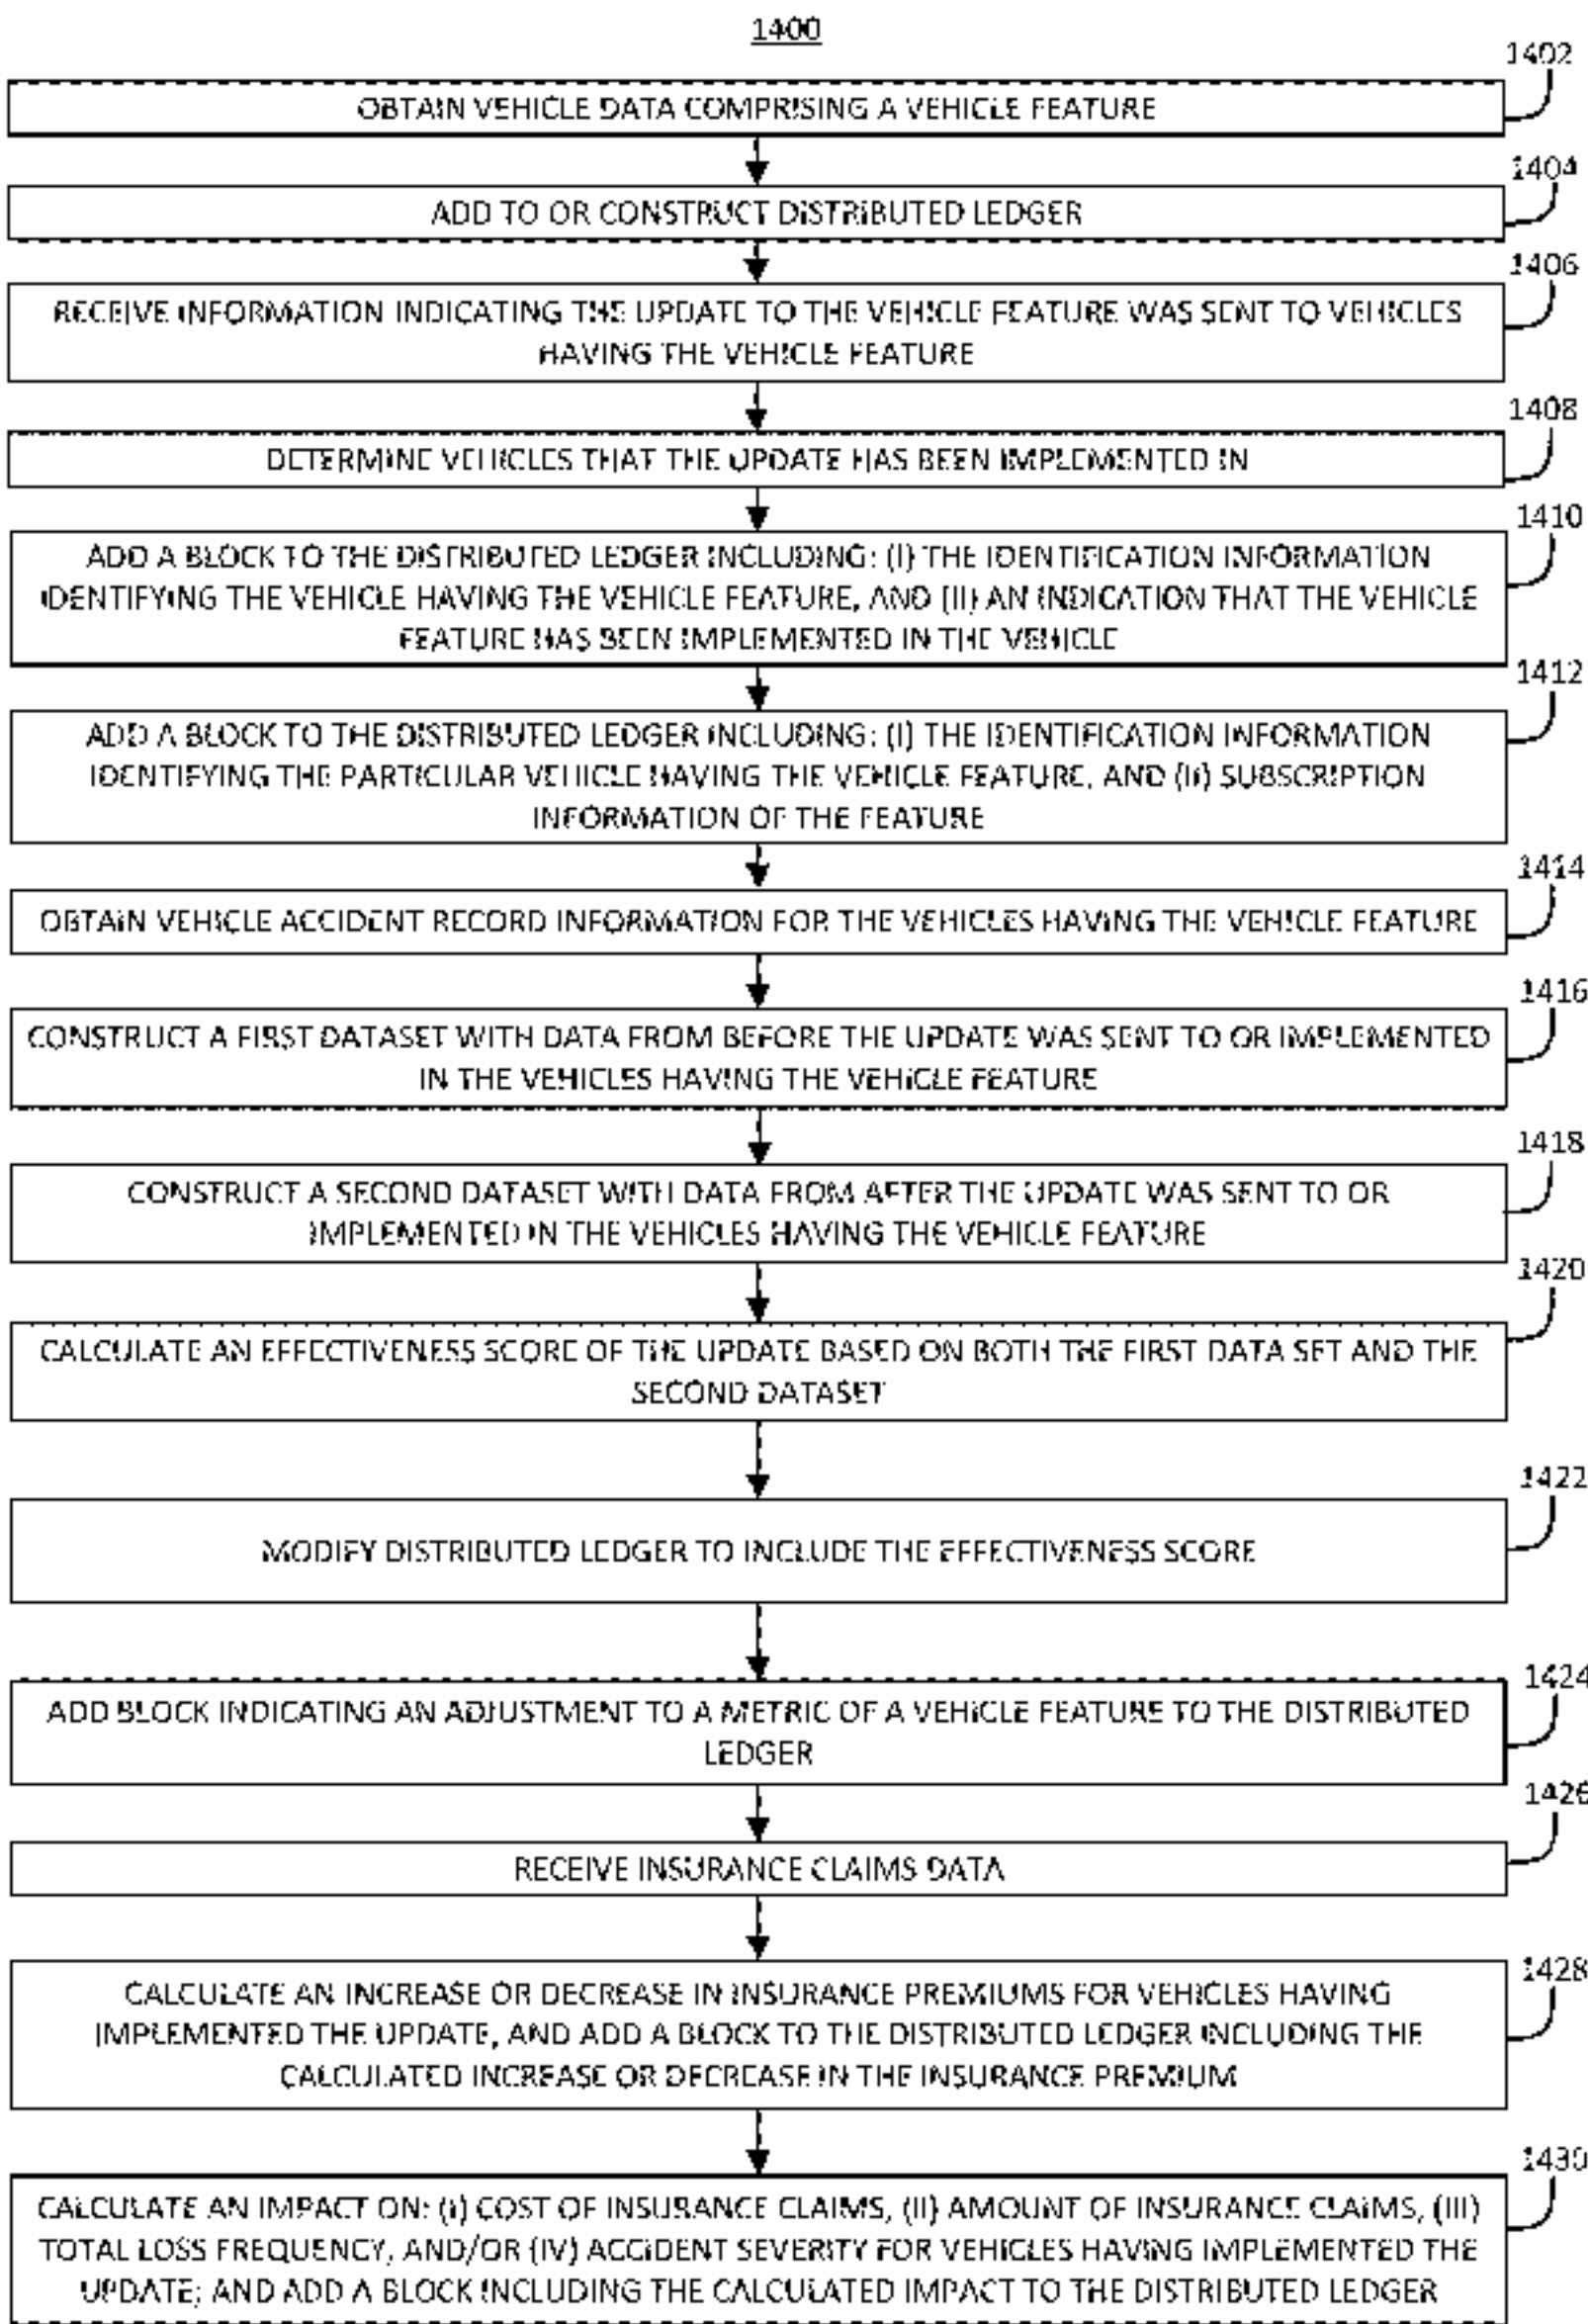 1400
1402
OBTAIN VEHICLE DATA COMPRISING A VEHICLE FEATURE
1404
ADD TO OR CONSTRUCT DISTRIBUTED LEDGER
1406
RECEIVE INFORMATION INDICATING THE UPDATE TO THE VEHICLE FEATURE WAS SENT TO VEHICLES
HAVING THE VEHICLE FEATURE
1408
DETERMINE VEHICLES THAT THE UPDATE HAS BEEN IMPLEMENTED IN
1410
ADD A BLOCK TO THE DISTRIBUTED LEDGER INCLUDING: (I) THE IDENTIFICATION INFORMATION
IDENTIFYING THE VEHICLE HAVING THE VEHICLE FEATURE, AND (II) AN INDICATION THAT THE VEHICLE
FEATURE HAS BEEN IMPLEMENTED IN THE VEHICLE
1412
ADD A BLOCK TO THE DISTRIBUTED LEDGER INCLUDING: (I) THE IDENTIFICATION INFORMATION
IDENTIFYING THE PARTICULAR VEHICLE HAVING THE VEHICLE FEATURE, AND (II) SUBSCRIPTION
INFORMATION OF THE FEATURE
1414
OBTAIN VEHICLE ACCIDENT RECORD INFORMATION FOR THE VEHICLES HAVING THE VEHICLE FEATURE
1416
CONSTRUCT A FIRST DATASET WITH DATA FROM BEFORE THE UPDATE WAS SENT TO OR IMPLEMENTED
IN THE VEHICLES HAVING THE VEHICLE FEATURE
1418
CONSTRUCT A SECOND DATASET WITH DATA FROM AFTER THE UPDATE WAS SENT TO OR
IMPLEMENTED IN THE VEHICLES HAVING THE VEHICLE FEATURE
1420
CALCULATE AN EFFECTIVENESS SCORE OF THE UPDATE BASED ON BOTH THE FIRST DATA SET AND THE
SECOND DATASET
1422
MODIFY DISTRIBUTED LEDGER TO INCLUDE THE EFFECTIVENESS SCORE
1424
ADD BLOCK INDICATING AN ADJUSTMENT TO A METRIC OF A VEHICLE FEATURE TO THE DISTRIBUTED
LEDGER
1426
RECEIVE INSURANCE CLAIMS DATA
1428
CALCULATE AN INCREASE OR DECREASE IN INSURANCE PREMIUMS FOR VEHICLES HAVING
IMPLEMENTED THE UPDATE, AND ADD A BLOCK TO THE DISTRIBUTED LEDGER INCLUDING THE
CALCULATED INCREASE OR DECREASE IN THE INSURANCE PREMIUM
1430
CALCULATE AN IMPACT ON: (I) COST OF INSURANCE CLAIMS, (II) AMOUNT OF INSURANCE CLAIMS, (III)
TOTAL LOSS FREQUENCY, AND/OR (IV) ACCIDENT SEVERITY FOR VEHICLES HAVING IMPLEMENTED THE
UPDATE; AND ADD A BLOCK INCLUDING THE CALCULATED IMPACT TO THE DISTRIBUTED LEDGER